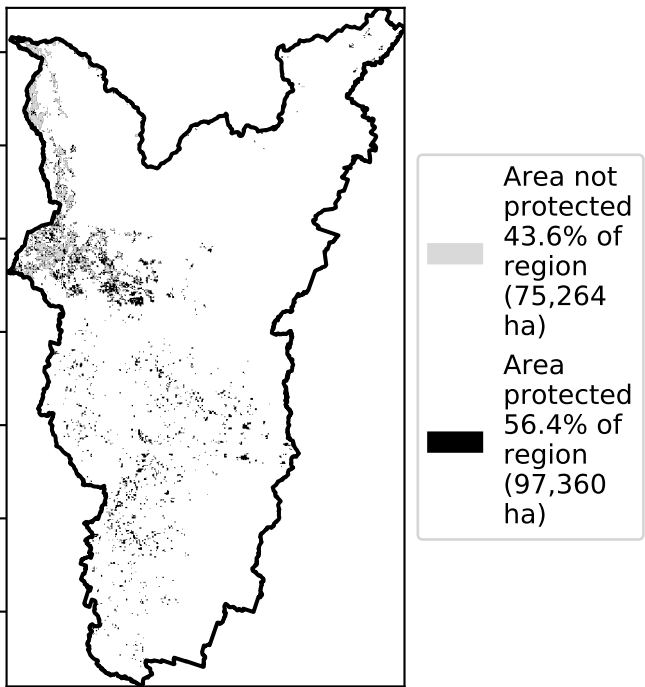 Area not
protected
43.6% of
region
(75,264
ha)
Area
protected
56.4% of
region
(97,360
ha)